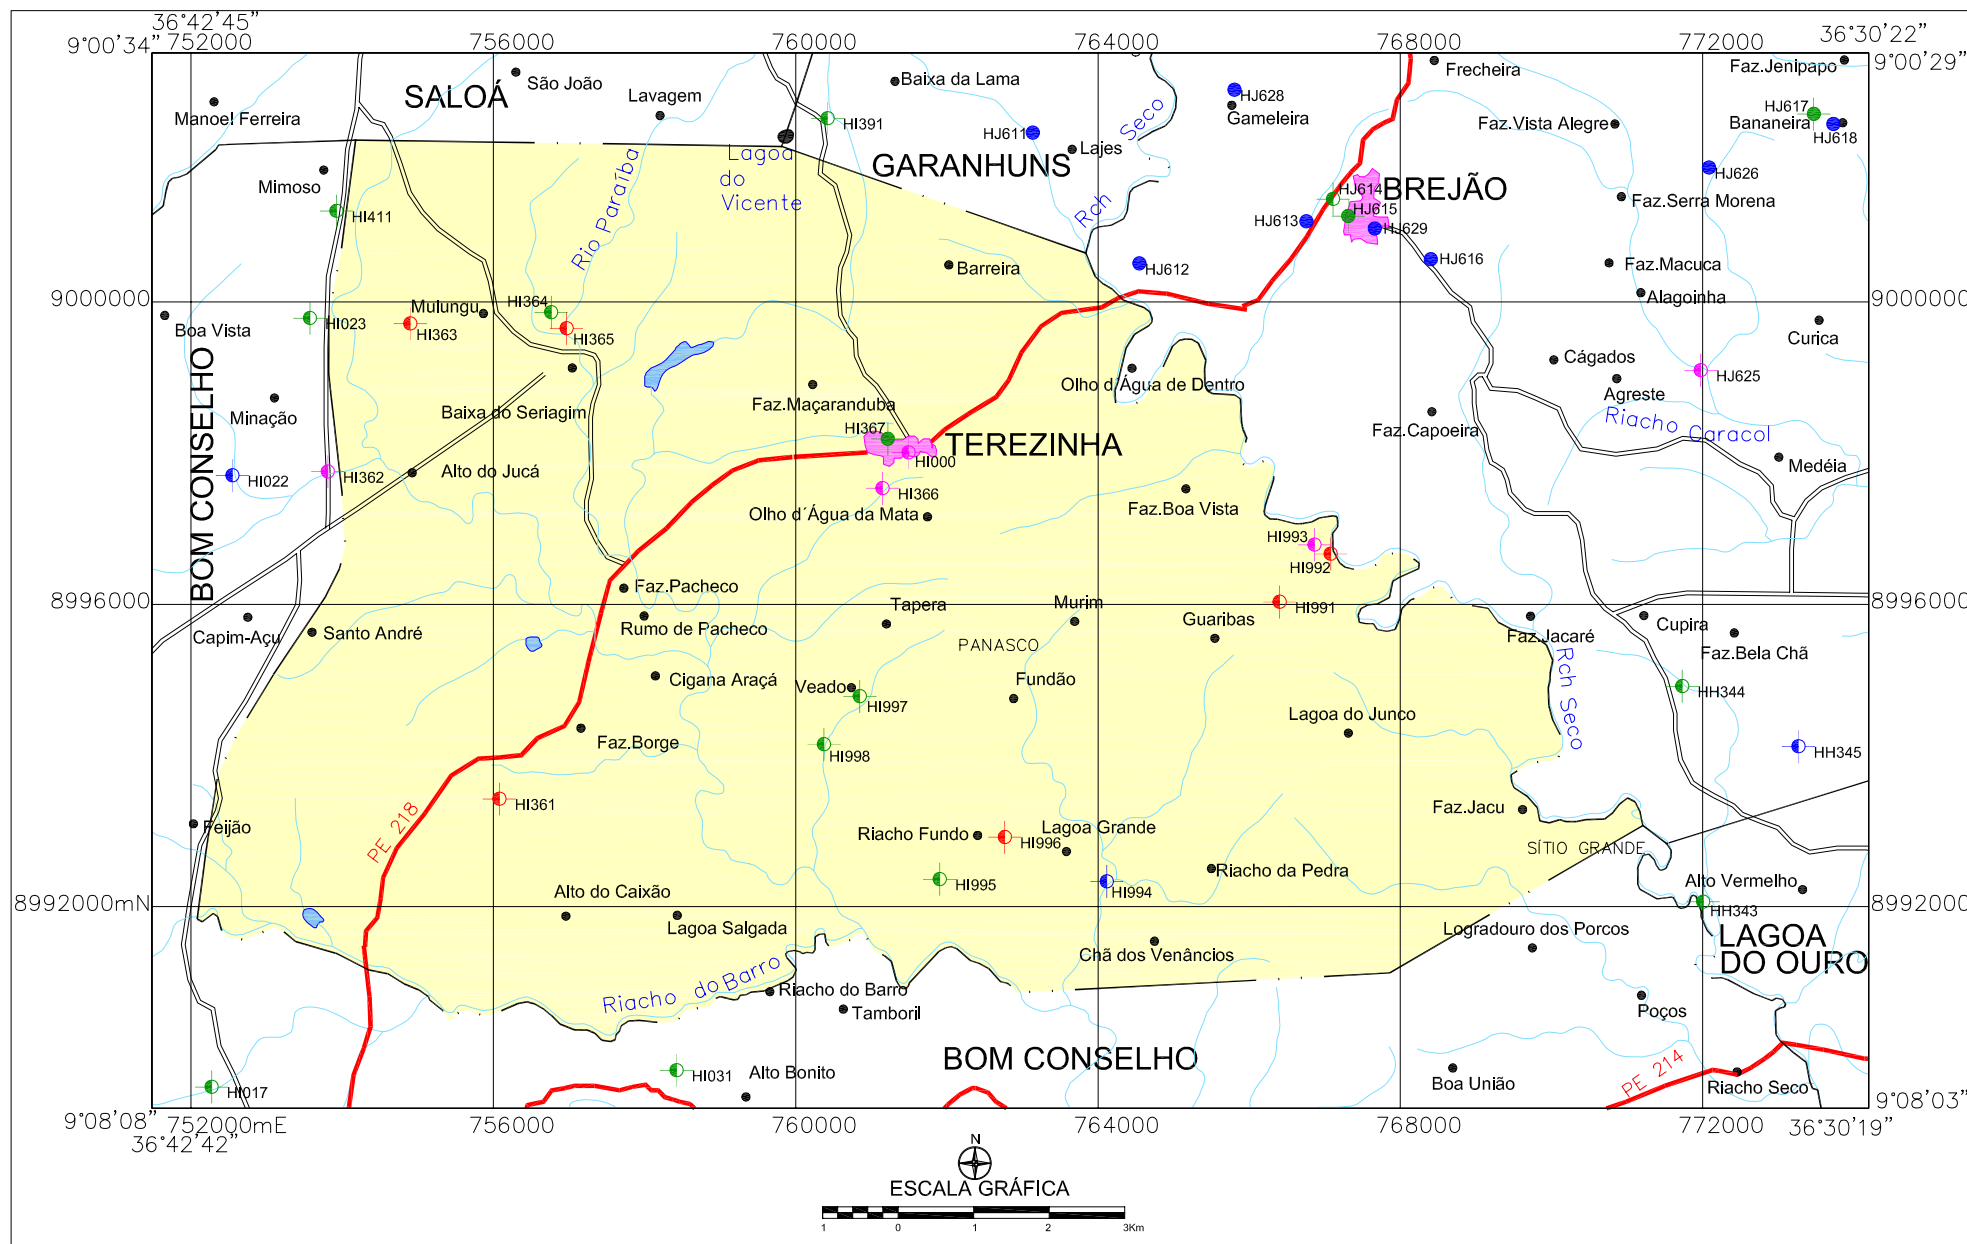 36°42'45"
9°00'34"
752000
756000
760000
764000
768000
772000
36°30'22"
9°00'29"
São João
Baixa da Lama
Frecheira
Faz.Jenipapo
SALOÁ
Lavagem
HI391
HJ628
Gameleira
Seco
HJ617
Bananeira
HJ618
Manoel Ferreira
HJ611
Lajes
Faz.Vista Alegre
Mimoso
Rio Paraíba
Lagoa
do
Vicente
GARANHUNS
HJ626
HI411
Rch
HJ614
BREJÃO
HJ615
HJ613
HJ629
Faz.Serra Morena
Barreira
HJ612
HJ616
Faz.Macuca
9000000
Mulungu
HI364
Alagoinha
9000000
Boa Vista
HI023
HI363
HI365
Curica
BOM CONSELHO
Cágados
Minação
Baixa do Seriagim
Faz.Maçaranduba
Olho d´Água de Dentro
Agreste
HJ625
HI367
TEREZINHA
Faz.Capoeira
Riacho Caracol
HI000
Medéia
HI022
HI362
Alto do Jucá
HI366
Olho d´Água da Mata
Faz.Boa Vista
HI993
HI992
8996000
Faz.Pacheco
Tapera
Murim
HI991
8996000
Capim-Açu
Santo André
Rumo de Pacheco
Guaribas
Faz.Jacaré
Cupira
PANASCO
Faz.Bela Chã
Cigana Araçá
Veado
Fundão
Rch Seco
HI997
HH344
Faz.Borge
Lagoa do Junco
HI998
HH345
HI361
Faz.Jacu
Feijão
PE 218
Riacho Fundo
Lagoa Grande
HI996
SÍTIO GRANDE
HI995
HI994
Riacho da Pedra
Alto Vermelho
8992000mN
Alto do Caixão
HH343
8992000
Lagoa Salgada
Logradouro dos Porcos
LAGOA
DO OURO
Chã dos Venâncios
Riacho do Barro
Riacho do Barro
Tamboril
Poços
BOM CONSELHO
HI031
Alto Bonito
HI017
Boa União
PE 214
Riacho Seco
9°08'08"
752000mE
756000
760000
764000
768000
772000
9°08'03"
36°42'42"
36°30'19"
N
ESCALA GRÁFICA
1 0 1 2 3Km